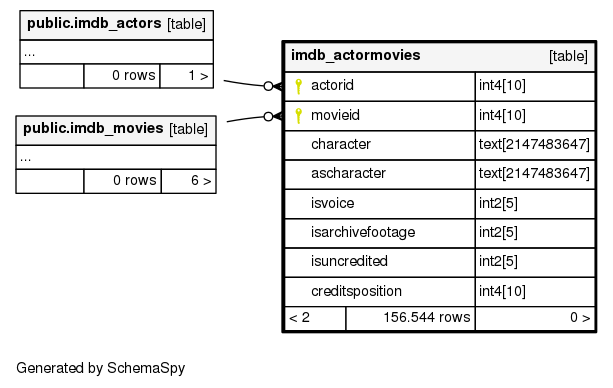 public.imdb_actors [table]
...
0 rows 1 >
public.imdb_movies [table]
...
0 rows 6 >
imdb_actormovies [table]
actorid int4[10]
movieid int4[10]
character text[2147483647]
ascharacter text[2147483647]
isvoice int2[5]
isarchivefootage int2[5]
isuncredited int2[5]
creditsposition int4[10]
< 2 156.544 rows 0 >
Generated by SchemaSpy